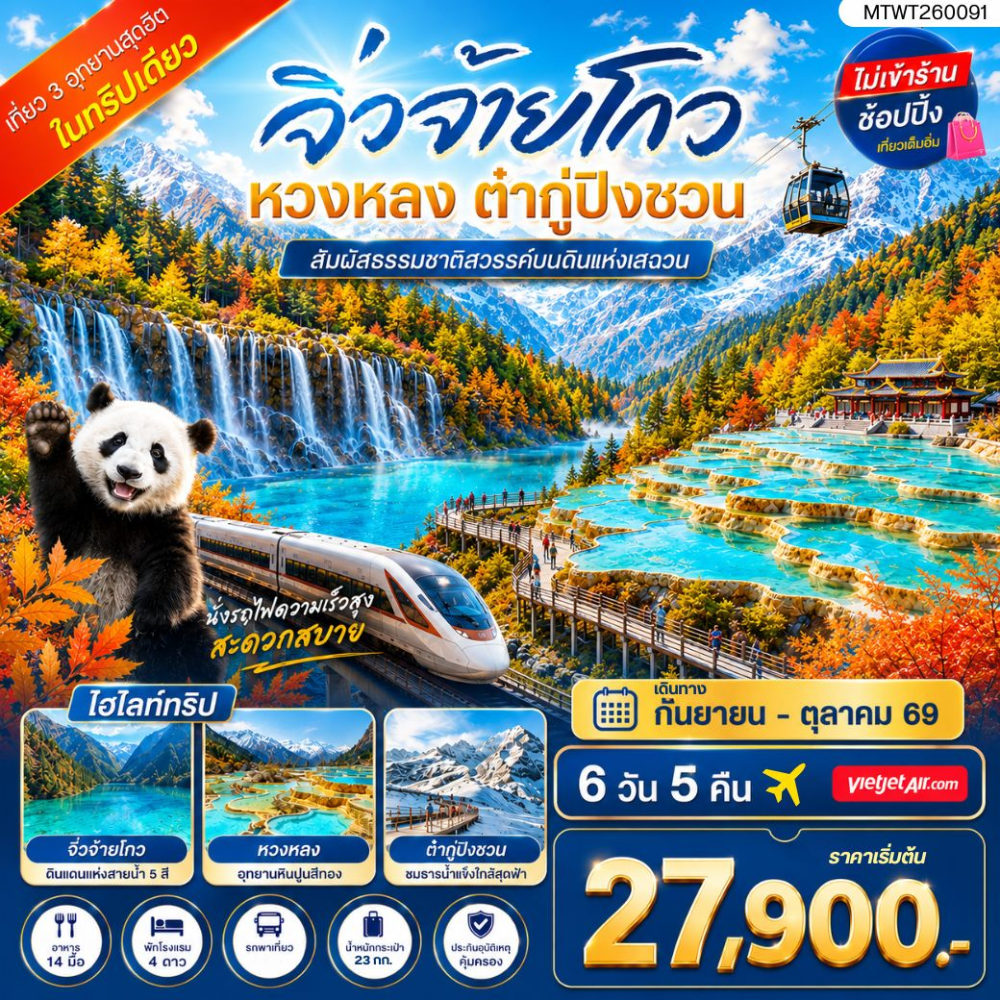 MTWT260091
เที่ยว 3 อุทยานสุดฮิต
ในทริปเดียว
ไม่เข้าร้าน
ช้อปปิ้ง
เที่ยวเต็มอิ่ม
จิ่วจ้ายโกว
หวงหลง ต๋ากู่ปิงชวน
สัมผัสธรรมชาติสวรรค์บนดินแห่งเสฉวน
นั่งรถไฟความเร็วสูง
สะดวกสบาย
ไฮไลท์ทริป
จิ่วจ้ายโกว
ดินแดนแห่งสายน้ำ 5 สี
หวงหลง
อุทยานหินปูนสีทอง
ต๋ากู่ปิงชวน
ชมธารน้ำแข็งใกล้สุดฟ้า
เดินทาง
กันยายน - ตุลาคม 69
6 วัน 5 คืน
vietjetAir.com
ราคาเริ่มต้น
27,900.-
อาหาร
14 มื้อ
พักโรงแรม
4 ดาว
รถพาเที่ยว
น้ำหนักกระเป๋า
23 กก.
ประกันอุบัติเหตุ
คุ้มครอง